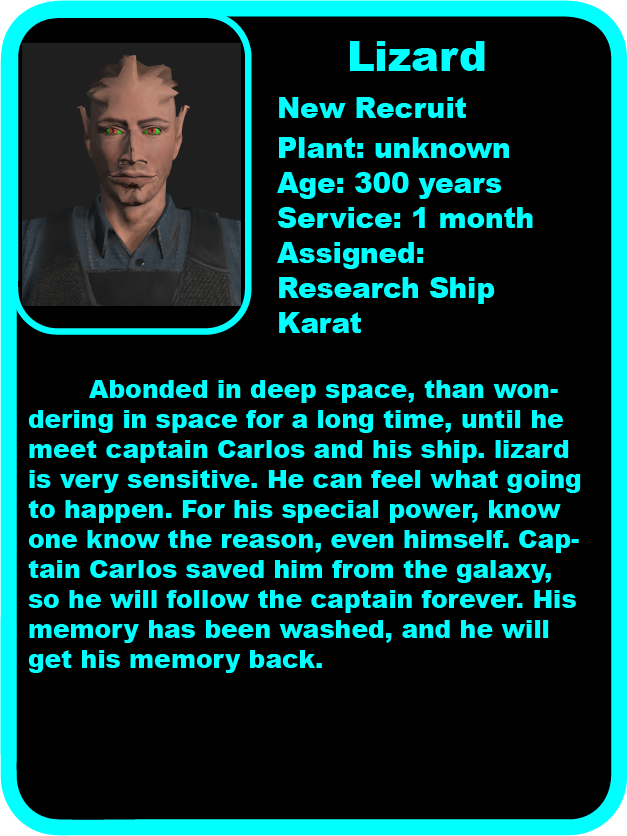 Lizard
New Recruit
Plant: unknown
Age: 300 years
Service: 1 month
Assigned:
Research Ship
Karat
Abonded in deep space, than won-
dering in space for a long time, until he
meet captain Carlos and his ship. lizard
is very sensitive. He can feel what going
to happen. For his special power, know
one know the reason, even himself. Cap-
tain Carlos saved him from the galaxy,
so he will follow the captain forever. His
memory has been washed, and he will
get his memory back.